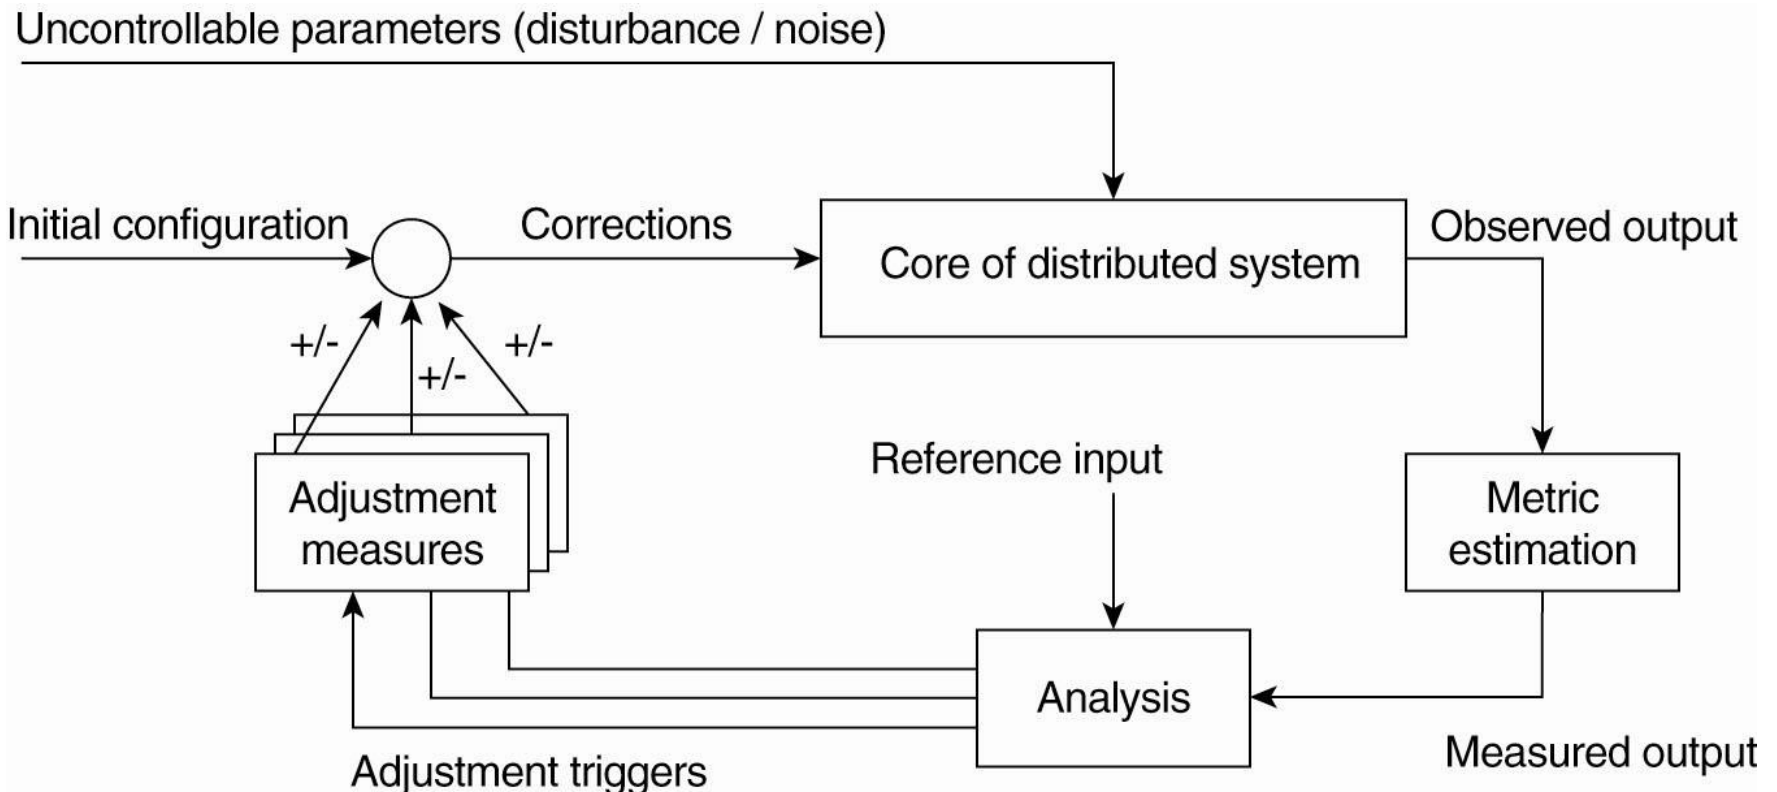 Uncontrollable parameters (disturbance / noise)
Initial configuration
Corrections
Core of distributed system
Observed output
+/-
+/-
+/-
Reference input
Adjustment
measures
Metric
estimation
Analysis
Adjustment triggers
Measured output